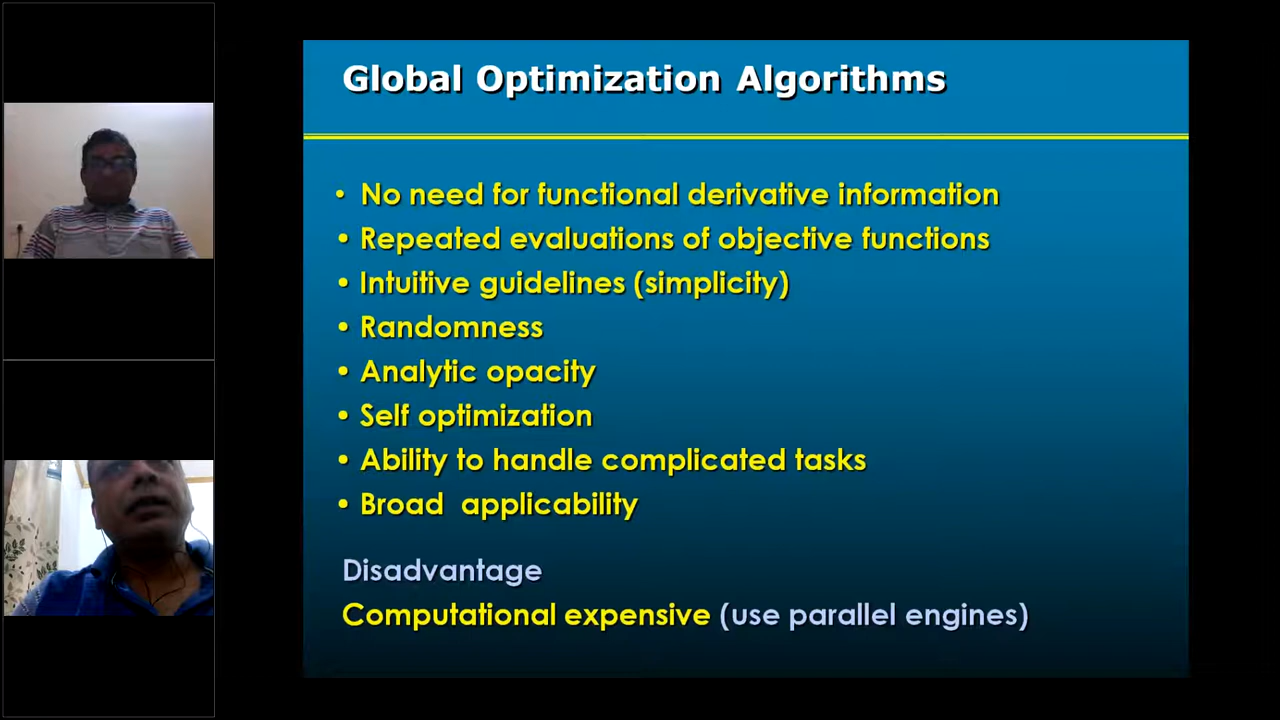 Global Optimization Algorithms
• No need for functional derivative information
• Repeated evaluations of objective functions
• Intuitive guidelines (simplicity)
• Randomness
• Analytic opacity
• Self optimization
• Ability to handle complicated tasks
• Broad applicability
Disadvantage
Computational expensive (use parallel engines)